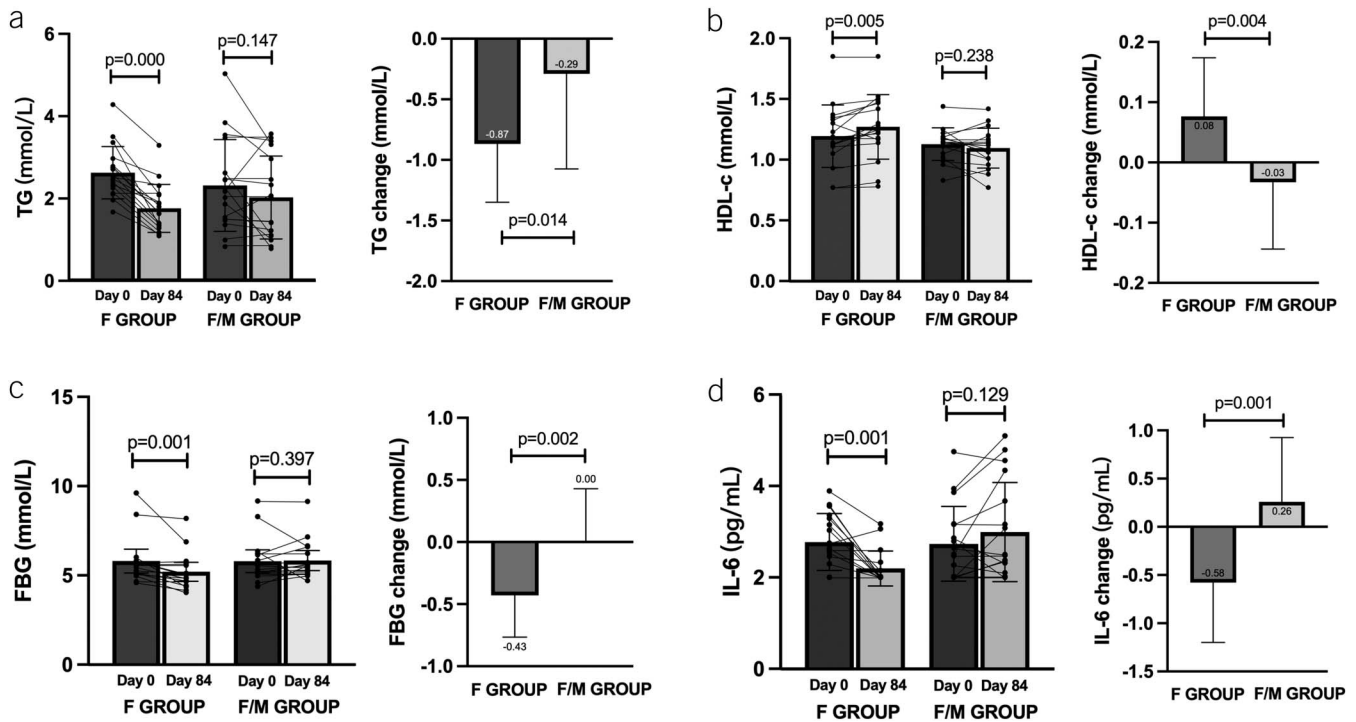 a
p=0.000
p=0.147
TG (mmol/L)
6
4
2
0
Day 0 Day 84 Day 0 Day 84
F GROUP F/M GROUP
TG change (mmol/L)
0.0
-0.5
-1.0
-1.5
-2.0
-0.87
-0.29
p=0.014
F GROUP F/M GROUP
b
p=0.005
p=0.238
HDL-c (mmol/L)
2.0
1.5
1.0
0.5
0.0
Day 0 Day 84 Day 0 Day 84
F GROUP F/M GROUP
p=0.004
HDL-c change (mmol/L)
0.2
0.1
0.0
-0.1
-0.2
0.08
-0.03
F GROUP F/M GROUP
c
p=0.001
p=0.397
FBG (mmol/L)
15
10
5
0
Day 0 Day 84 Day 0 Day 84
F GROUP F/M GROUP
p=0.002
FBG change (mmol/L)
1.0
0.5
0.0
-0.5
-1.0
0.00
-0.43
F GROUP F/M GROUP
d
p=0.001
p=0.129
IL-6 (pg/mL)
6
4
2
0
Day 0 Day 84 Day 0 Day 84
F GROUP F/M GROUP
p=0.001
IL-6 change (pg/mL)
1.0
0.5
0.0
-0.5
-1.0
-1.5
-0.58
0.26
F GROUP F/M GROUP